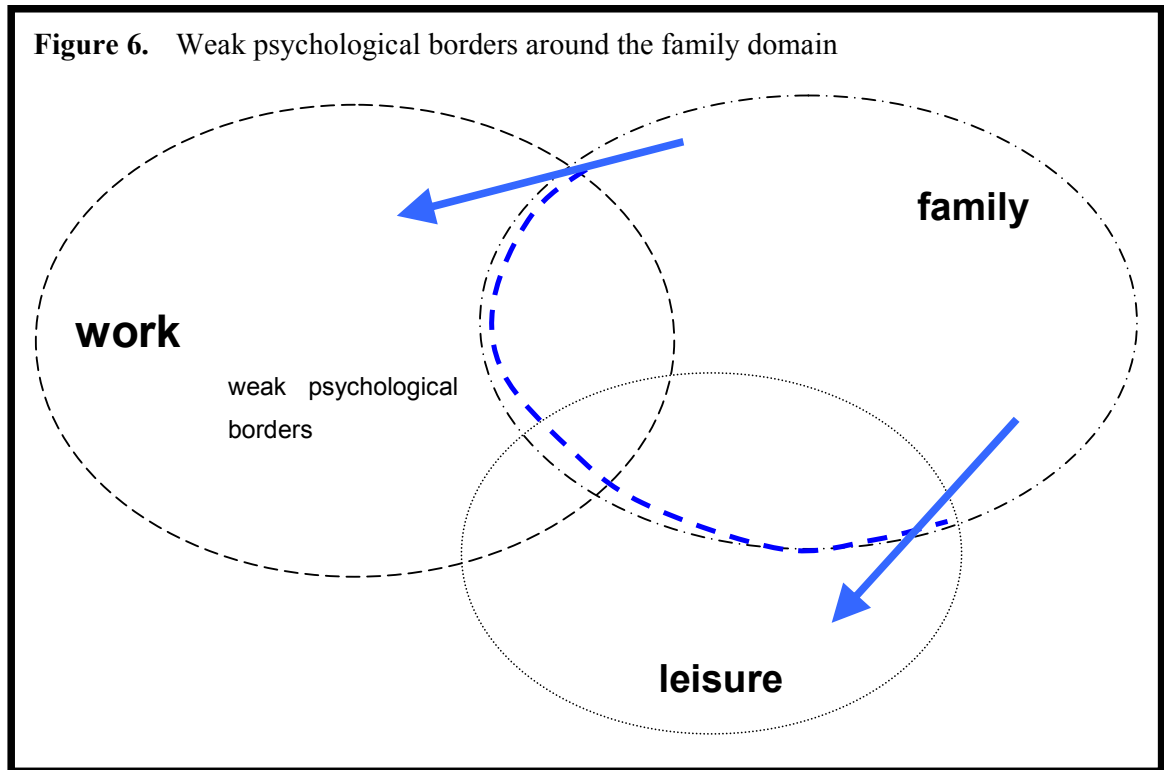 Figure 6. Weak psychological borders around the family domain
family
work
weak psychological
borders
leisure